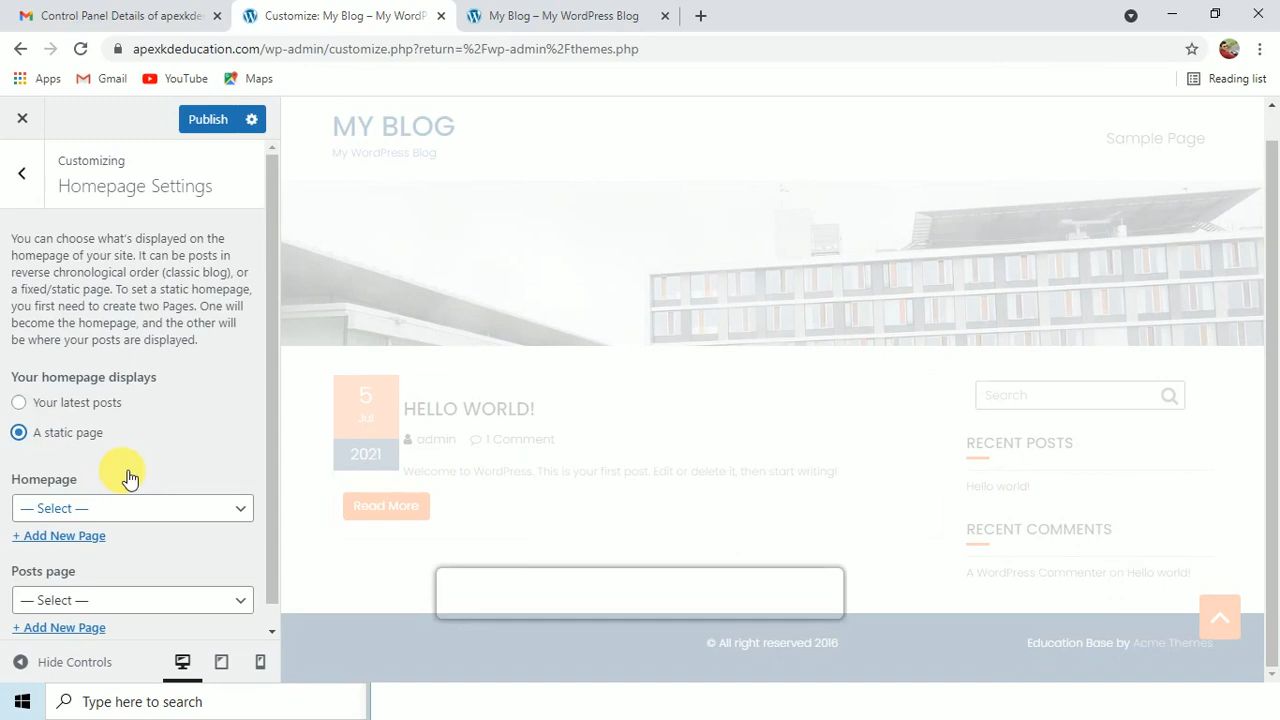 Control Panel Details of apexkde
Customize: My Blog – My WordP
My Blog – My WordPress Blog
apexkdeducation.com/wp-admin/customize.php?return=%2Fwp-admin%2Fthemes.php
Apps
Gmail
YouTube
Maps
Reading list
Publish
Customizing
Homepage Settings
You can choose what's displayed on the
homepage of your site. It can be posts in
reverse chronological order (classic blog), or
a fixed/static page. To set a static homepage,
you first need to create two Pages. One will
become the homepage, and the other will
be where your posts are displayed.
Your homepage displays
Your latest posts
A static page
Homepage
— Select —
+ Add New Page
Posts page
— Select —
+ Add New Page
Hide Controls
MY BLOG
My WordPress Blog
Sample Page
5
Jul
2021
HELLO WORLD!
admin
1 Comment
Welcome to WordPress. This is your first post. Edit or delete it, then start writing!
Read More
Search
RECENT POSTS
Hello world!
RECENT COMMENTS
A WordPress Commenter on Hello world!
© All right reserved 2016
Education Base by Acme Themes
Type here to search